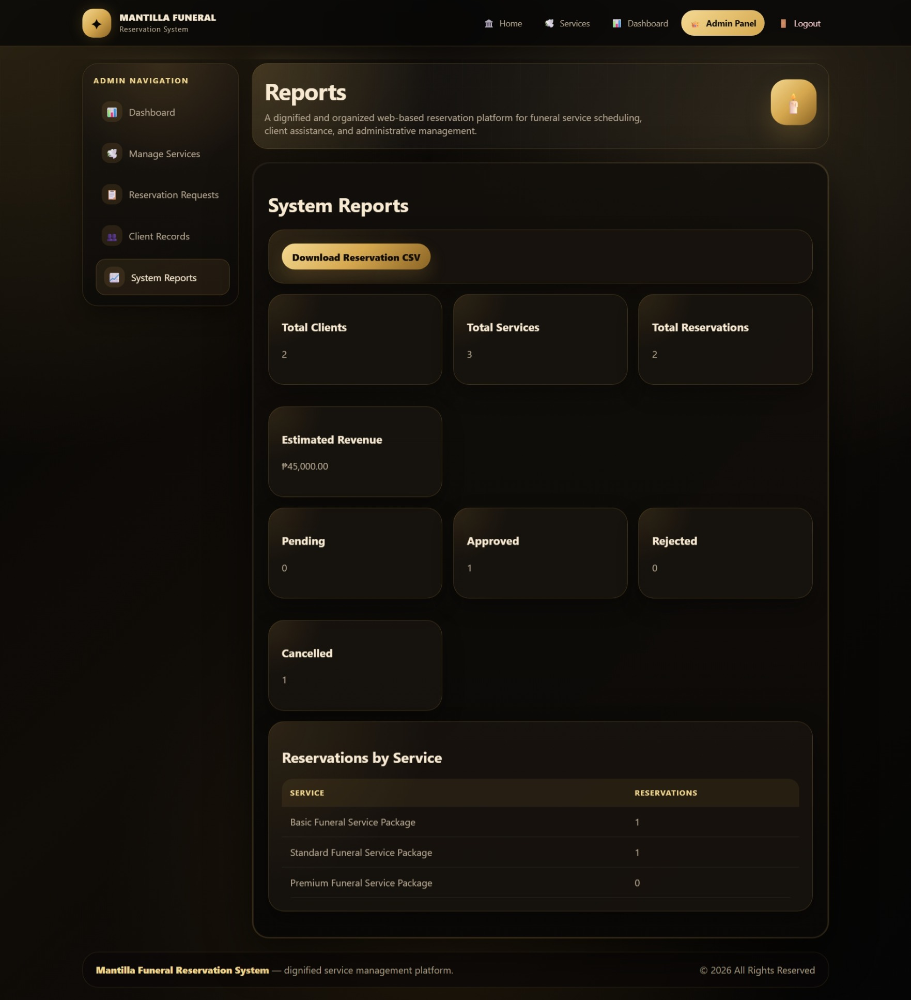 MANTILLA FUNERAL
Reservation System
Home
Services
Dashboard
Admin Panel
Logout
ADMIN NAVIGATION
Dashboard
Manage Services
Reservation Requests
Client Records
System Reports
Reports
A dignified and organized web-based reservation platform for funeral service scheduling,
client assistance, and administrative management.
System Reports
Download Reservation CSV
Total Clients
2
Total Services
3
Total Reservations
2
Estimated Revenue
₱45,000.00
Pending
0
Approved
1
Rejected
0
Cancelled
1
Reservations by Service
SERVICE RESERVATIONS
Basic Funeral Service Package 1
Standard Funeral Service Package 1
Premium Funeral Service Package 0
Mantilla Funeral Reservation System — dignified service management platform.
© 2026 All Rights Reserved